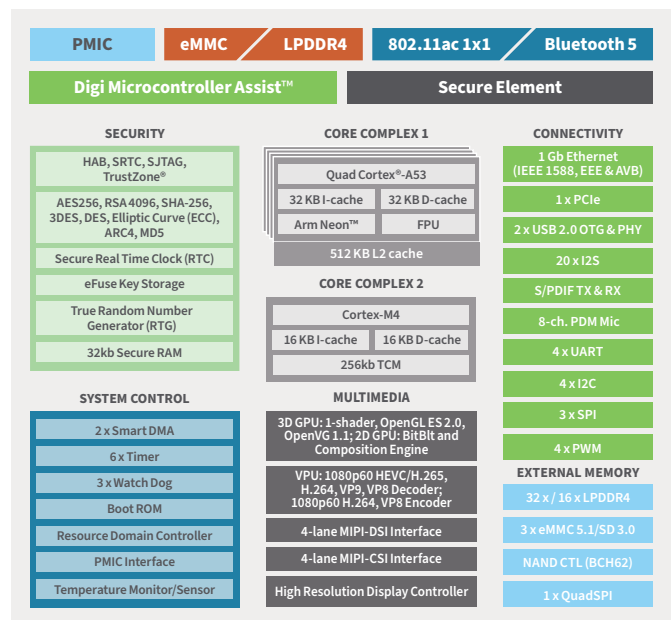 PMIC
eMMC
LPDDR4
802.11ac 1x1
Bluetooth 5
Digi Microcontroller Assist™
Secure Element
SECURITY
HAB, SRTC, SJTAG,
TrustZone®
AES256, RSA 4096, SHA-256,
3DES, DES, Elliptic Curve (ECC),
ARC4, MD5
Secure Real Time Clock (RTC)
eFuse Key Storage
True Random Number
Generator (RTG)
32kb Secure RAM
SYSTEM CONTROL
2 x Smart DMA
6 x Timer
3 x Watch Dog
Boot ROM
Resource Domain Controller
PMIC Interface
Temperature Monitor/Sensor
CORE COMPLEX 1
Quad Cortex®-A53
32 KB I-cache
32 KB D-cache
Arm Neon™
FPU
512 KB L2 cache
CORE COMPLEX 2
Cortex-M4
16 KB I-cache
16 KB D-cache
256kb TCM
MULTIMEDIA
3D GPU: 1-shader, OpenGL ES 2.0,
OpenVG 1.1; 2D GPU: BitBlt and
Composition Engine
VPU: 1080p60 HEVC/H.265,
H.264, VP9, VP8 Decoder;
1080p60 H.264, VP8 Encoder
4-lane MIPI-DSI Interface
4-lane MIPI-CSI Interface
High Resolution Display Controller
CONNECTIVITY
1 Gb Ethernet
(IEEE 1588, EEE & AVB)
1 x PCIe
2 x USB 2.0 OTG & PHY
20 x I2S
S/PDIF TX & RX
8-ch. PDM Mic
4 x UART
4 x I2C
3 x SPI
4 x PWM
EXTERNAL MEMORY
32 x / 16 x LPDDR4
3 x eMMC 5.1/SD 3.0
NAND CTL (BCH62)
1 x QuadSPI